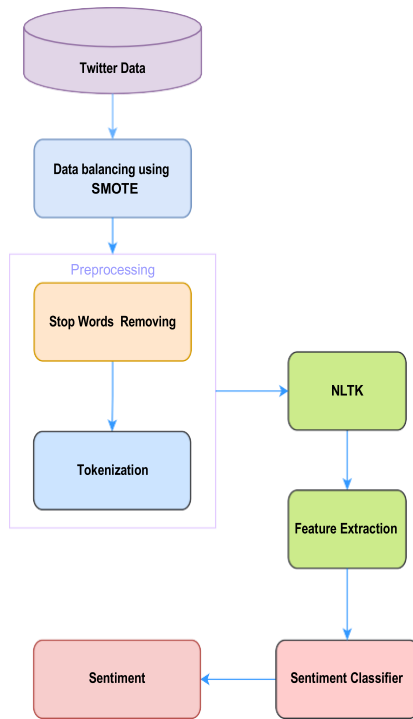 Twitter Data
Data balancing using
SMOTE
Preprocessing
Stop Words Removing
Tokenization
NLTK
Feature Extraction
Sentiment Classifier
Sentiment